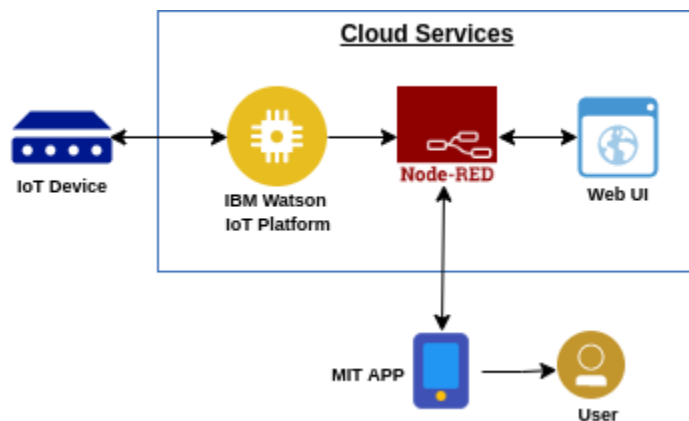 Cloud Services
IoT Device
IBM Watson
IoT Platform
Node-RED
Web UI
MIT APP
User